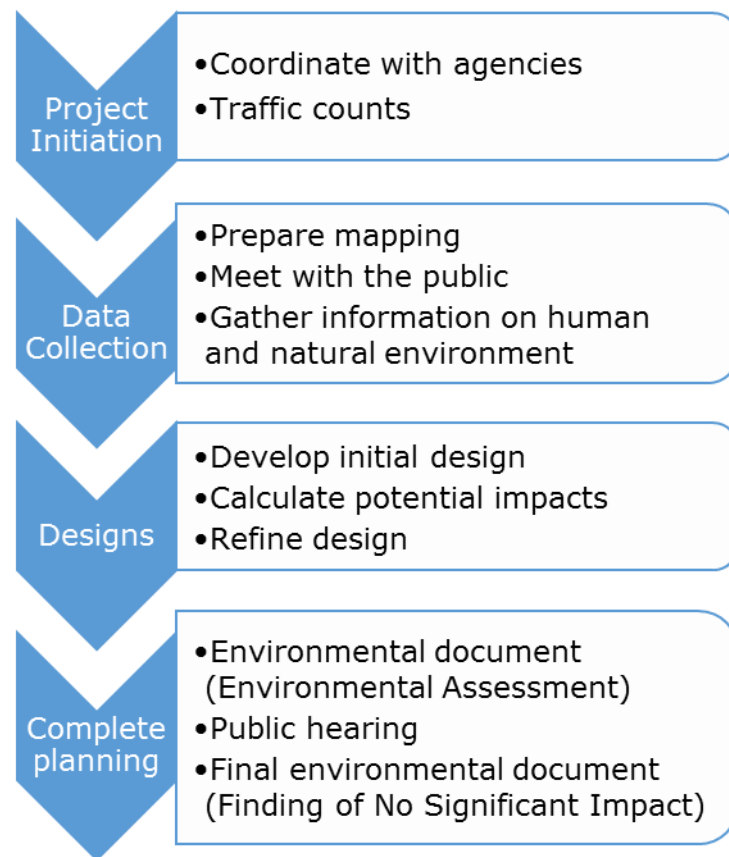 Project
Initiation
•Coordinate with agencies
•Traffic counts
Data
Collection
•Prepare mapping
•Meet with the public
•Gather information on human
and natural environment
Designs
•Develop initial design
•Calculate potential impacts
•Refine design
Complete
planning
•Environmental document
(Environmental Assessment)
•Public hearing
•Final environmental document
(Finding of No Significant Impact)